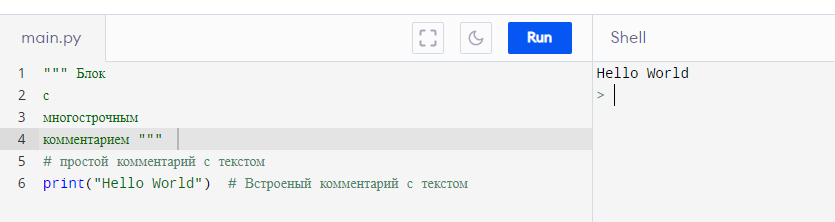 main.py
Run
Shell
1 """ Блок
2 с
3 многострочным
4 комментарием """
5 # простой комментарий с текстом
6 print("Hello World") # Встроеный комментарий с текстом
Hello World
>